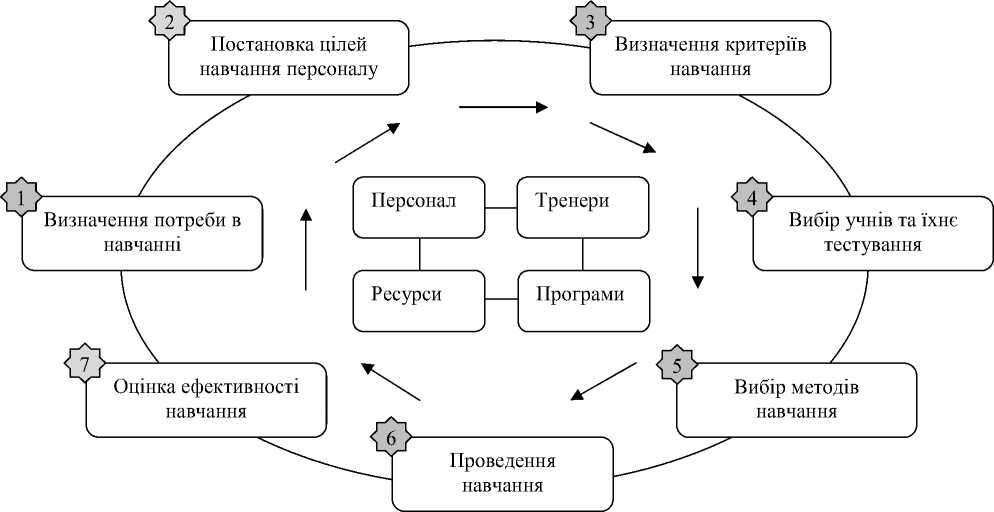 1
Визначення потреби в
навчанні
2
Постановка цілей
навчання персоналу
3
Визначення критеріїв
навчання
4
Вибір учнів та їхнє
тестування
5
Вибір методів
навчання
6
Проведення
навчання
7
Оцінка ефективності
навчання
Персонал
Тренери
Ресурси
Програми